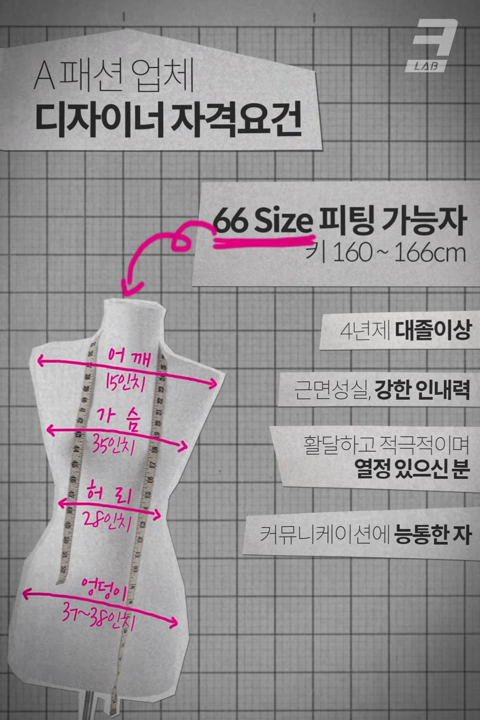 LAB
A 패션 업체
디자이너 자격요건
66 Size 피팅 가능자
키 160 ~ 166cm
4년제 대졸이상
근면성실, 강한 인내력
활달하고 적극적이며
열정 있으신 분
커뮤니케이션에 능통한 자
어깨
15인치
가슴
35인치
허리
28인치
엉덩이
37~38인치